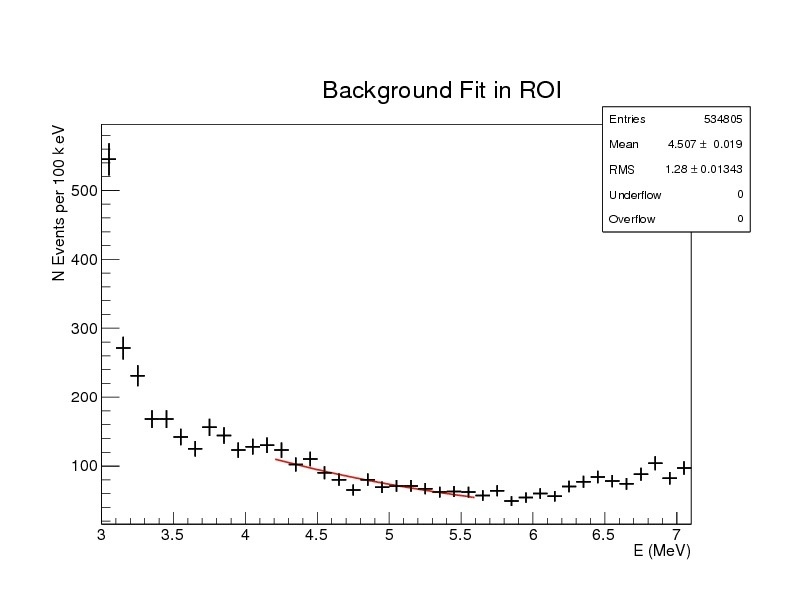 Background Fit in ROI
Entries 534805
Mean 4.507 ± 0.019
RMS 1.28 ± 0.01343
Underflow 0
Overflow 0
N Events per 100 keV
500
400
300
200
100
3 3.5 4 4.5 5 5.5 6 6.5 7
E (MeV)